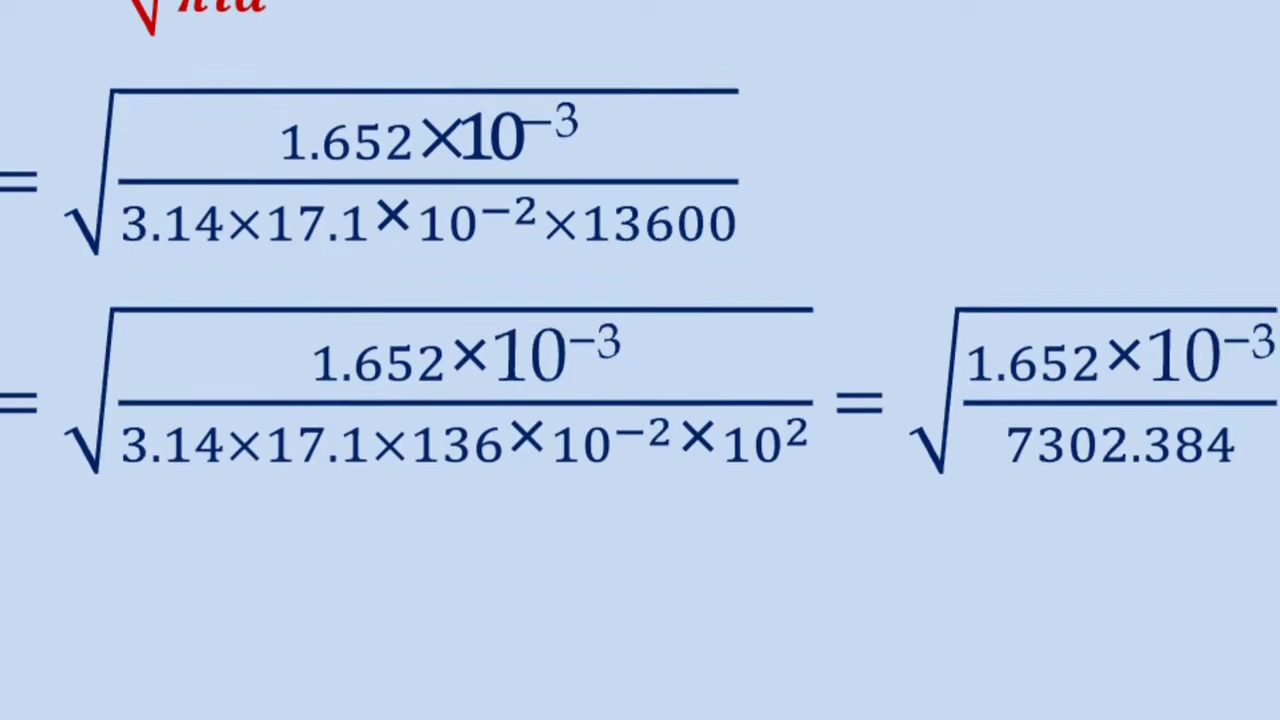 = √(1.652×10⁻³ / 3.14×17.1×10⁻²×13600)
= √(1.652×10⁻³ / 3.14×17.1×136×10⁻²×10²) = √(1.652×10⁻³ / 7302.384)